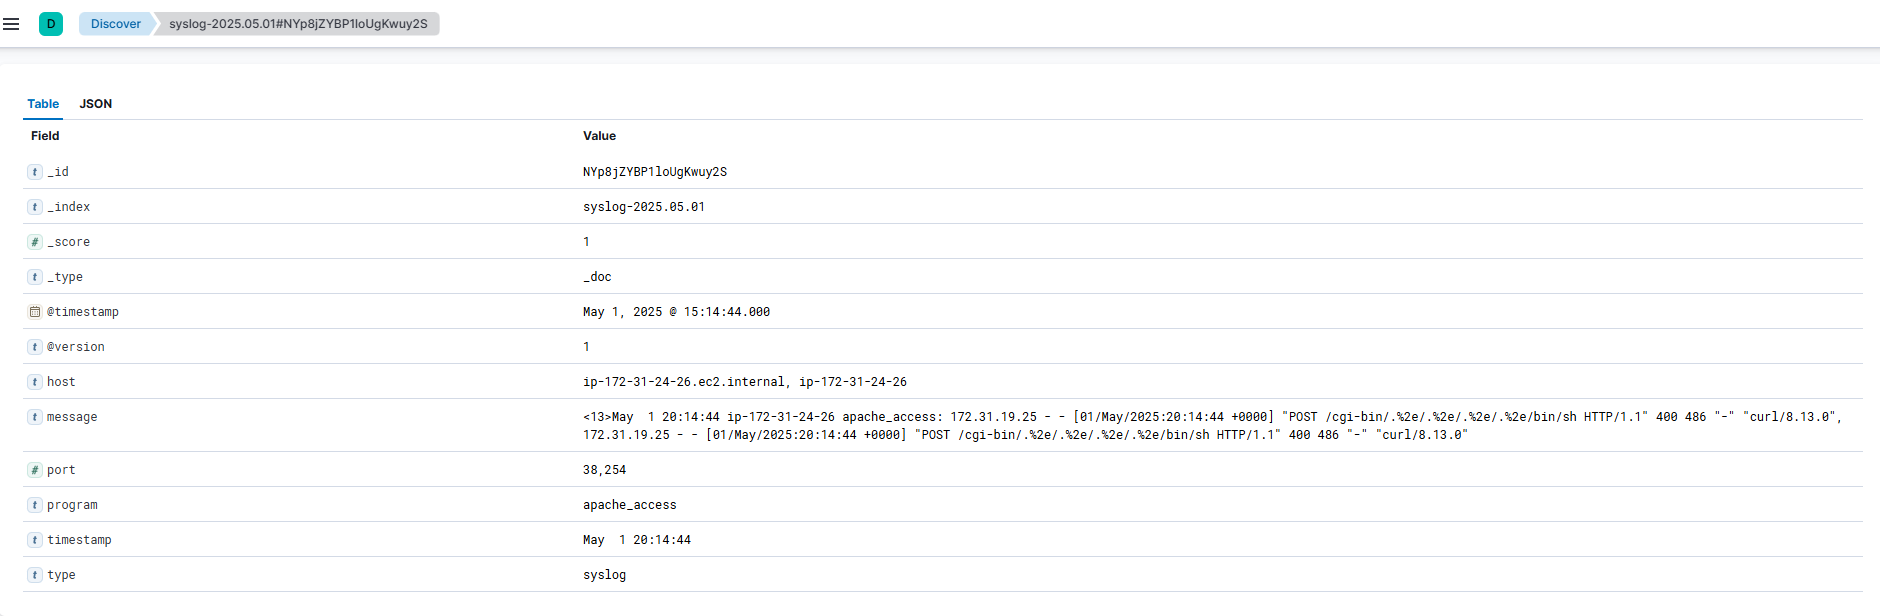 D Discover syslog-2025.05.01#NYp8jZYBP1loUgKwuy2S
Table JSON
Field Value
t _id NYp8jZYBP1loUgKwuy2S
t _index syslog-2025.05.01
# _score 1
t _type _doc
@timestamp May 1, 2025 @ 15:14:44.000
t @version 1
t host ip-172-31-24-26.ec2.internal, ip-172-31-24-26
t message <13>May  1 20:14:44 ip-172-31-24-26 apache_access: 172.31.19.25 - - [01/May/2025:20:14:44 +0000] "POST /cgi-bin/.%2e/.%2e/.%2e/.%2e/bin/sh HTTP/1.1" 400 486 "-" "curl/8.13.0",
172.31.19.25 - - [01/May/2025:20:14:44 +0000] "POST /cgi-bin/.%2e/.%2e/.%2e/.%2e/bin/sh HTTP/1.1" 400 486 "-" "curl/8.13.0"
# port 38,254
t program apache_access
t timestamp May  1 20:14:44
t type syslog